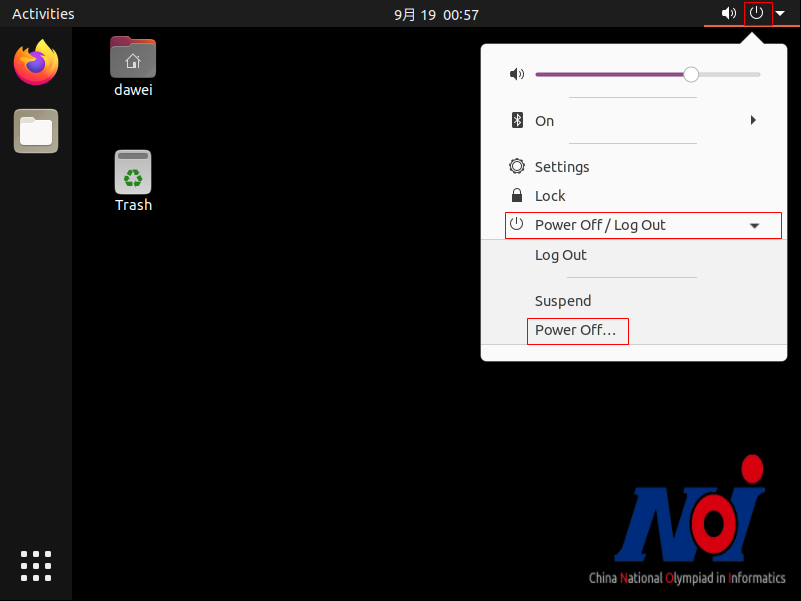 Activities
9月 19 00:57
dawei
Trash
On
Settings
Lock
Power Off / Log Out
Log Out
Suspend
Power Off...
NOi
China National Olympiad in Informatics